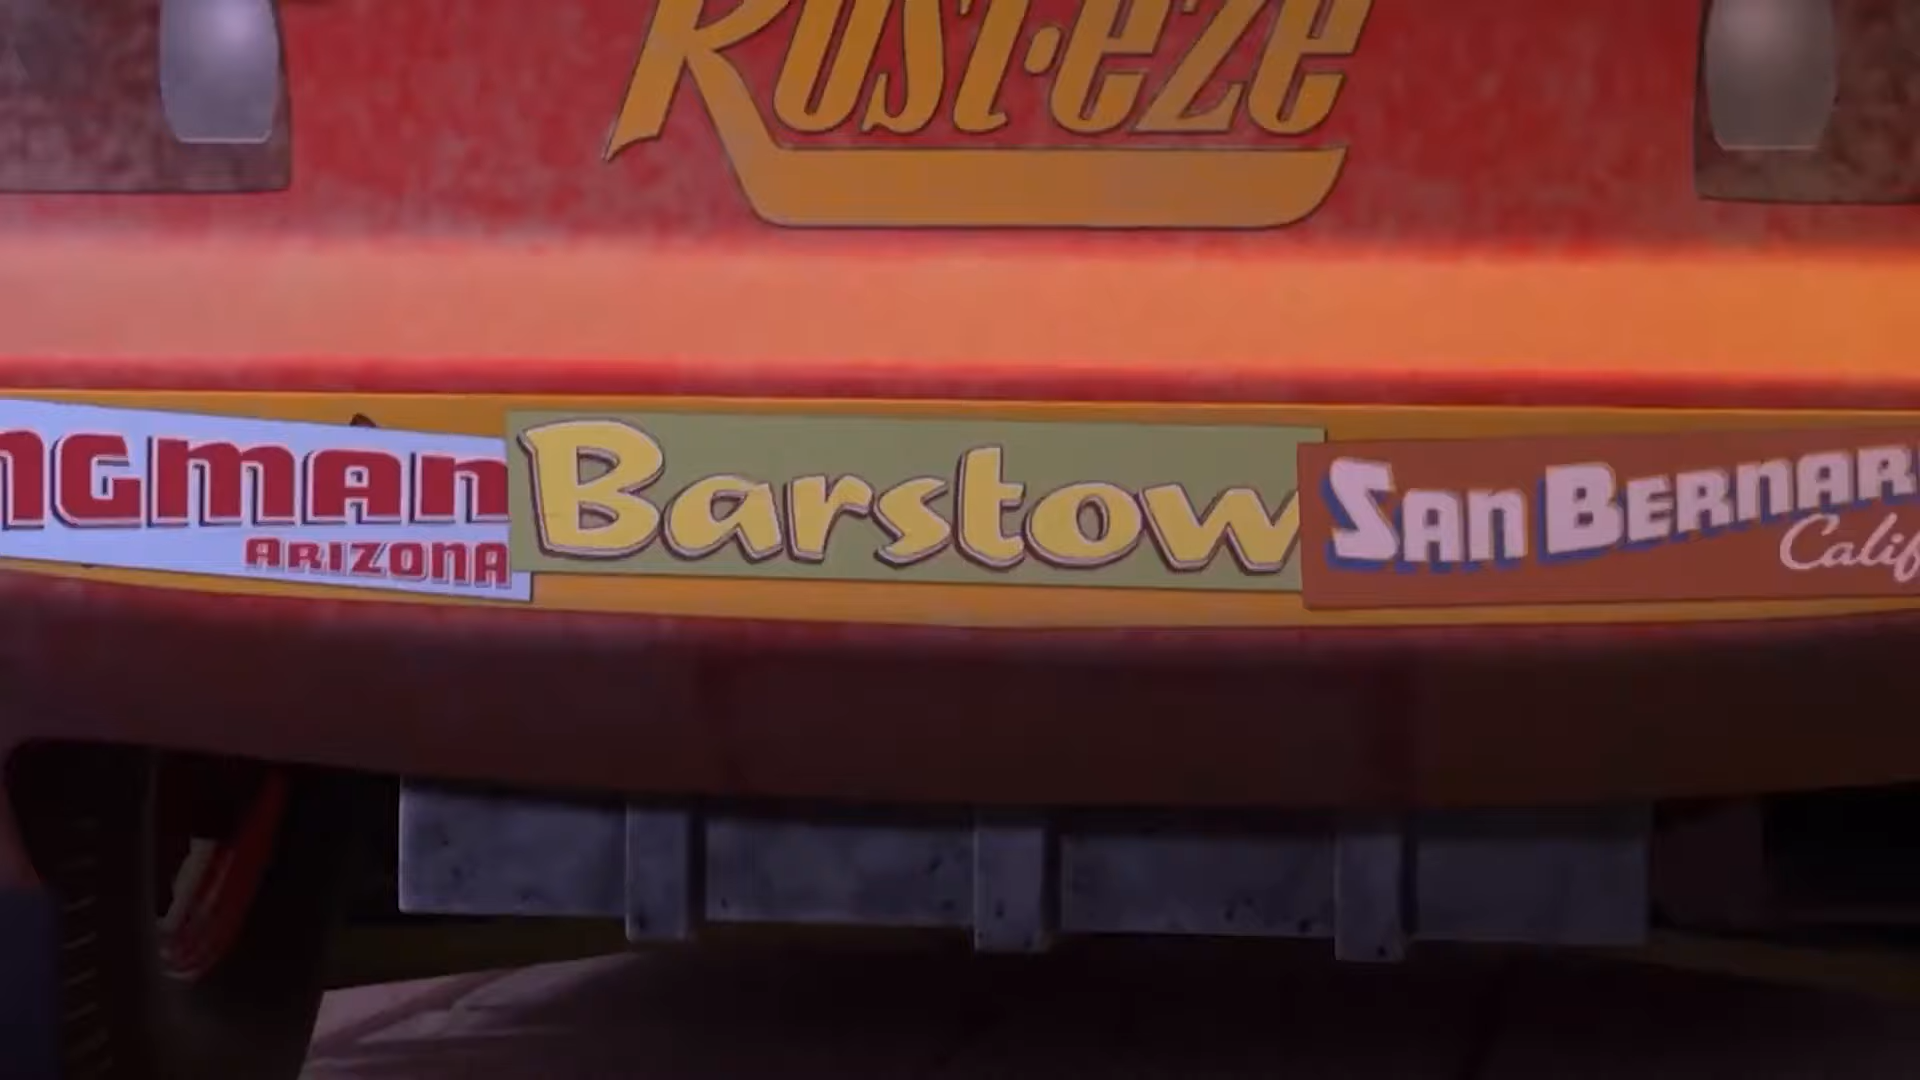 Rust-eze
NGMAN
ARIZONA
Barstow
SAN BERNAR
Calif